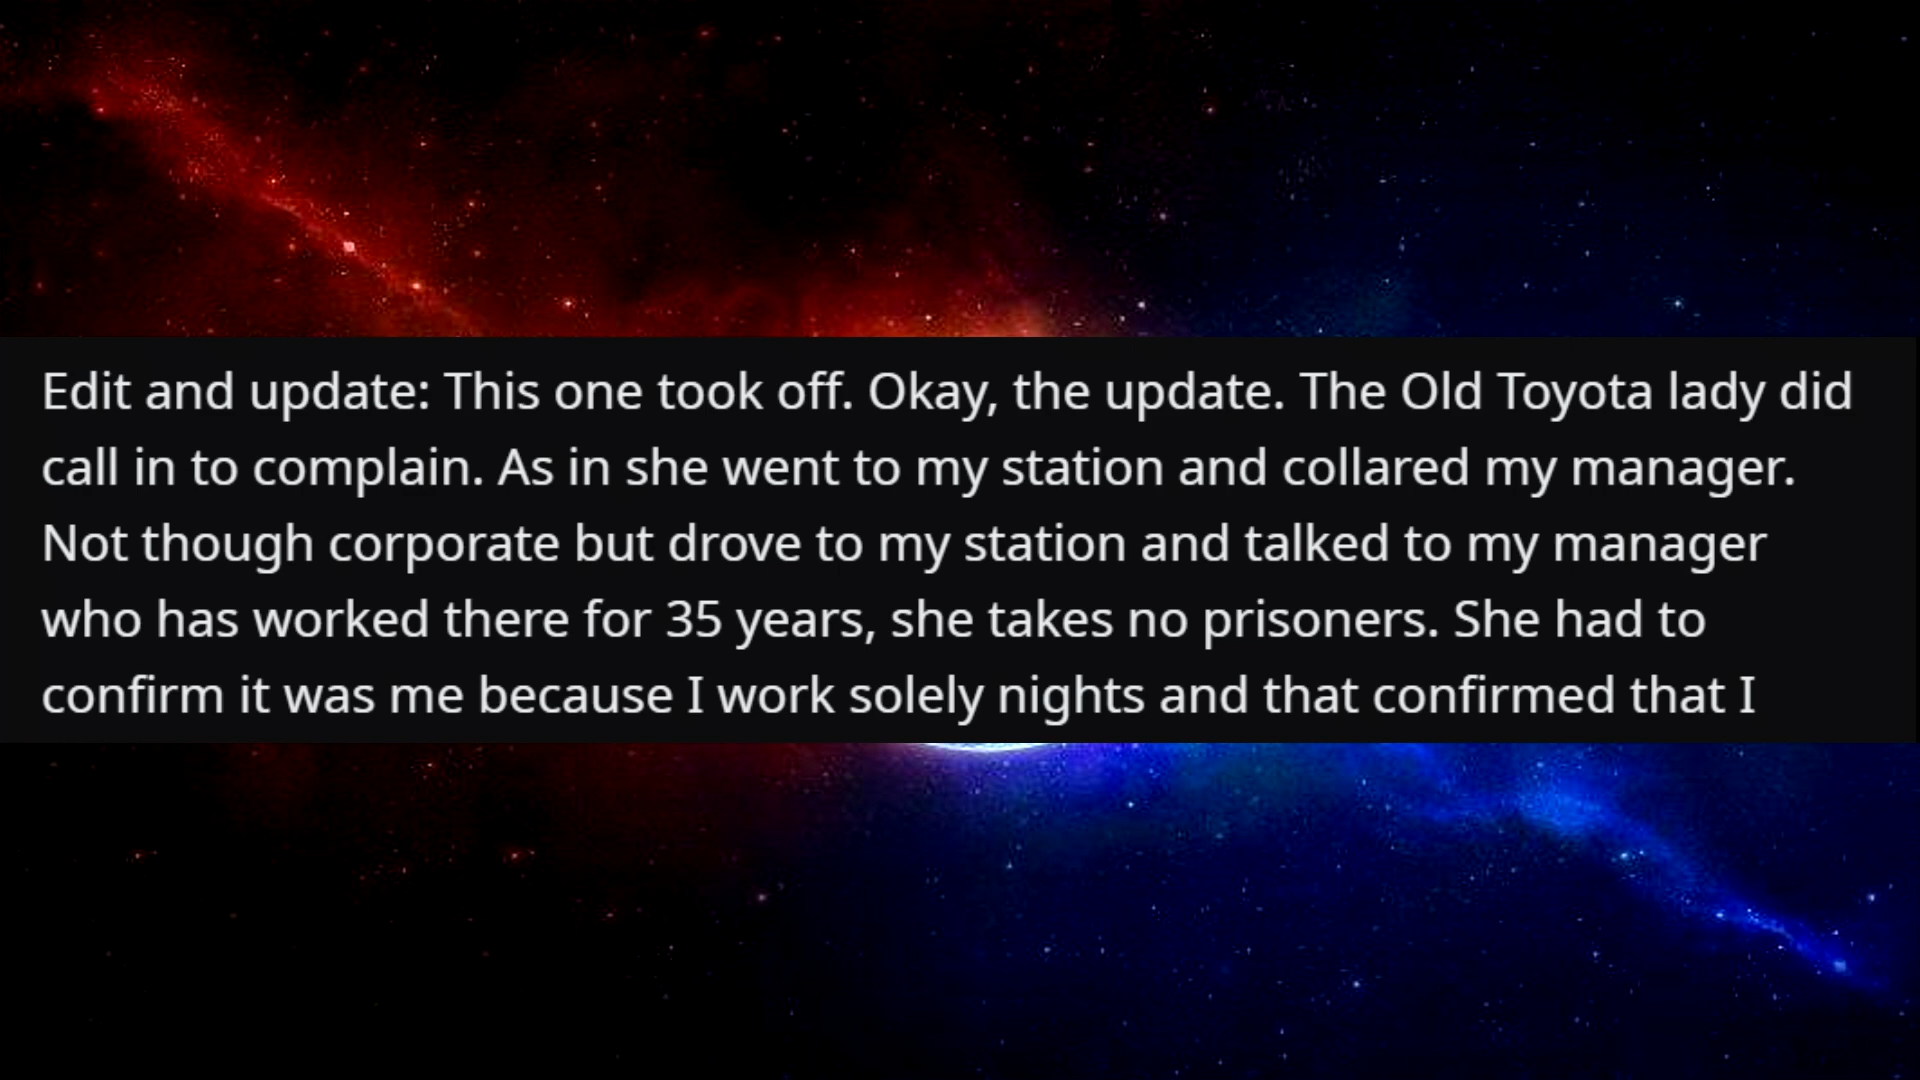 Edit and update: This one took off. Okay, the update. The Old Toyota lady did
call in to complain. As in she went to my station and collared my manager.
Not though corporate but drove to my station and talked to my manager
who has worked there for 35 years, she takes no prisoners. She had to
confirm it was me because I work solely nights and that confirmed that I